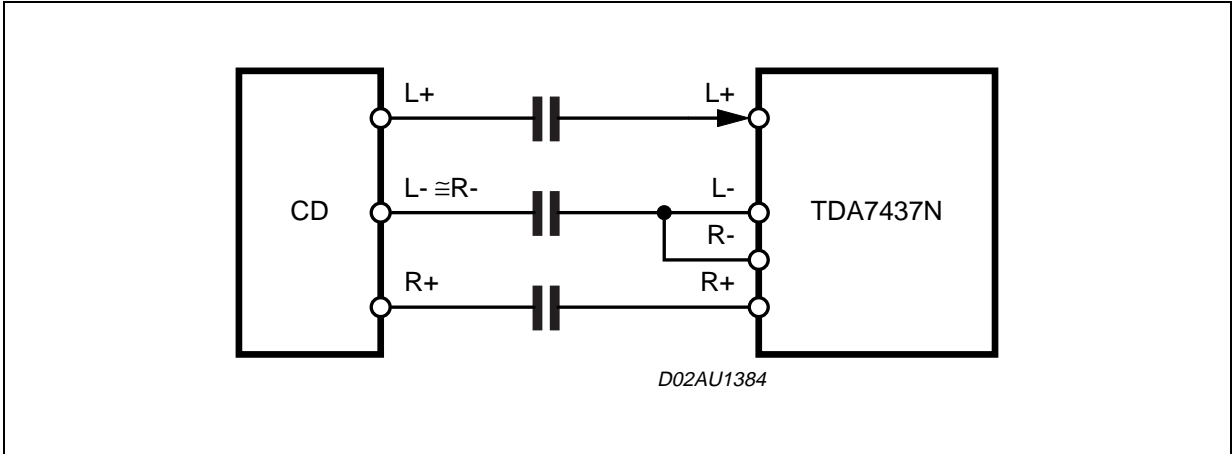 L+ L+
L- ≅R- L-
CD TDA7437N
R-
R+ R+
D02AU1384